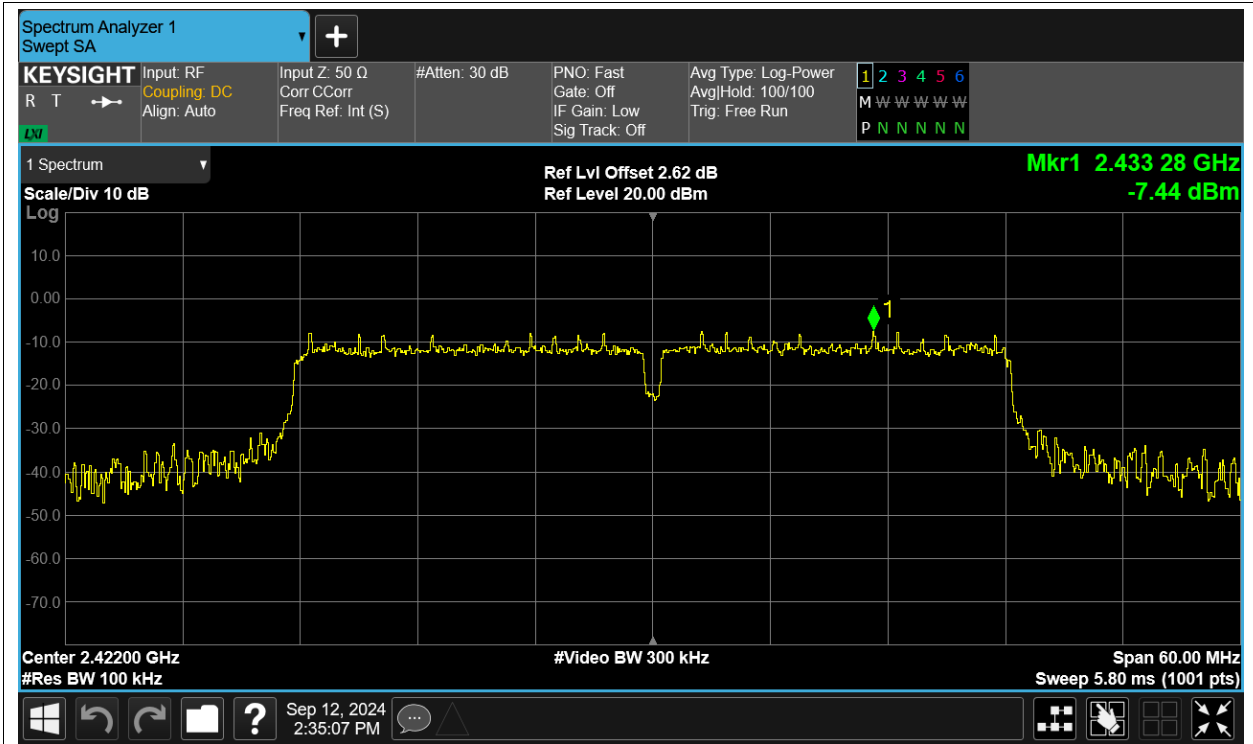 Spectrum Analyzer 1
Swept SA
KEYSIGHT
R T
LXI
Input: RF
Coupling: DC
Align: Auto
Input Z: 50 Ω
Corr CCorr
Freq Ref: Int (S)
#Atten: 30 dB
PNO: Fast
Gate: Off
IF Gain: Low
Sig Track: Off
Avg Type: Log-Power
Avg|Hold: 100/100
Trig: Free Run
1 2 3 4 5 6
M W W W W W
P N N N N N
1 Spectrum
Scale/Div 10 dB
Log
Ref Lvl Offset 2.62 dB
Ref Level 20.00 dBm
Mkr1 2.433 28 GHz
-7.44 dBm
10.0
0.00
-10.0
-20.0
-30.0
-40.0
-50.0
-60.0
-70.0
1
Center 2.42200 GHz
#Res BW 100 kHz
#Video BW 300 kHz
Span 60.00 MHz
Sweep 5.80 ms (1001 pts)
?
Sep 12, 2024
2:35:07 PM